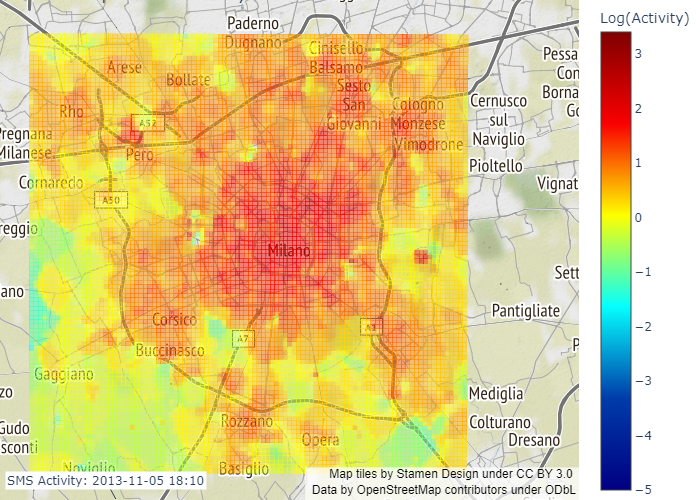 Paderno
Dugnano
Cinisello
Balsamo
Arese
Bollate
Sesto
San
Giovanni
Rho
A52
Pero
Cologno
Monzese
Vimodrone
Cernusco
sul
Naviglio
Pioltello
Pessa
Con
Borna
Go
Pregnana
Milanese
Cornaredo
A50
Vignat
reggio
Milano
Sett
ano
Pantigliate
Corsico
A7
Buccinasco
Gaggiano
Mediglia
zo
Rozzano
Colturano
Dresano
Gudo
sconti
Opera
Noviglio
Basiglio
SMS Activity: 2013-11-05 18:10
Map tiles by Stamen Design under CC BY 3.0
Data by OpenStreetMap contributors under ODbL
Log(Activity)
3
2
1
0
−1
−2
−3
−4
−5